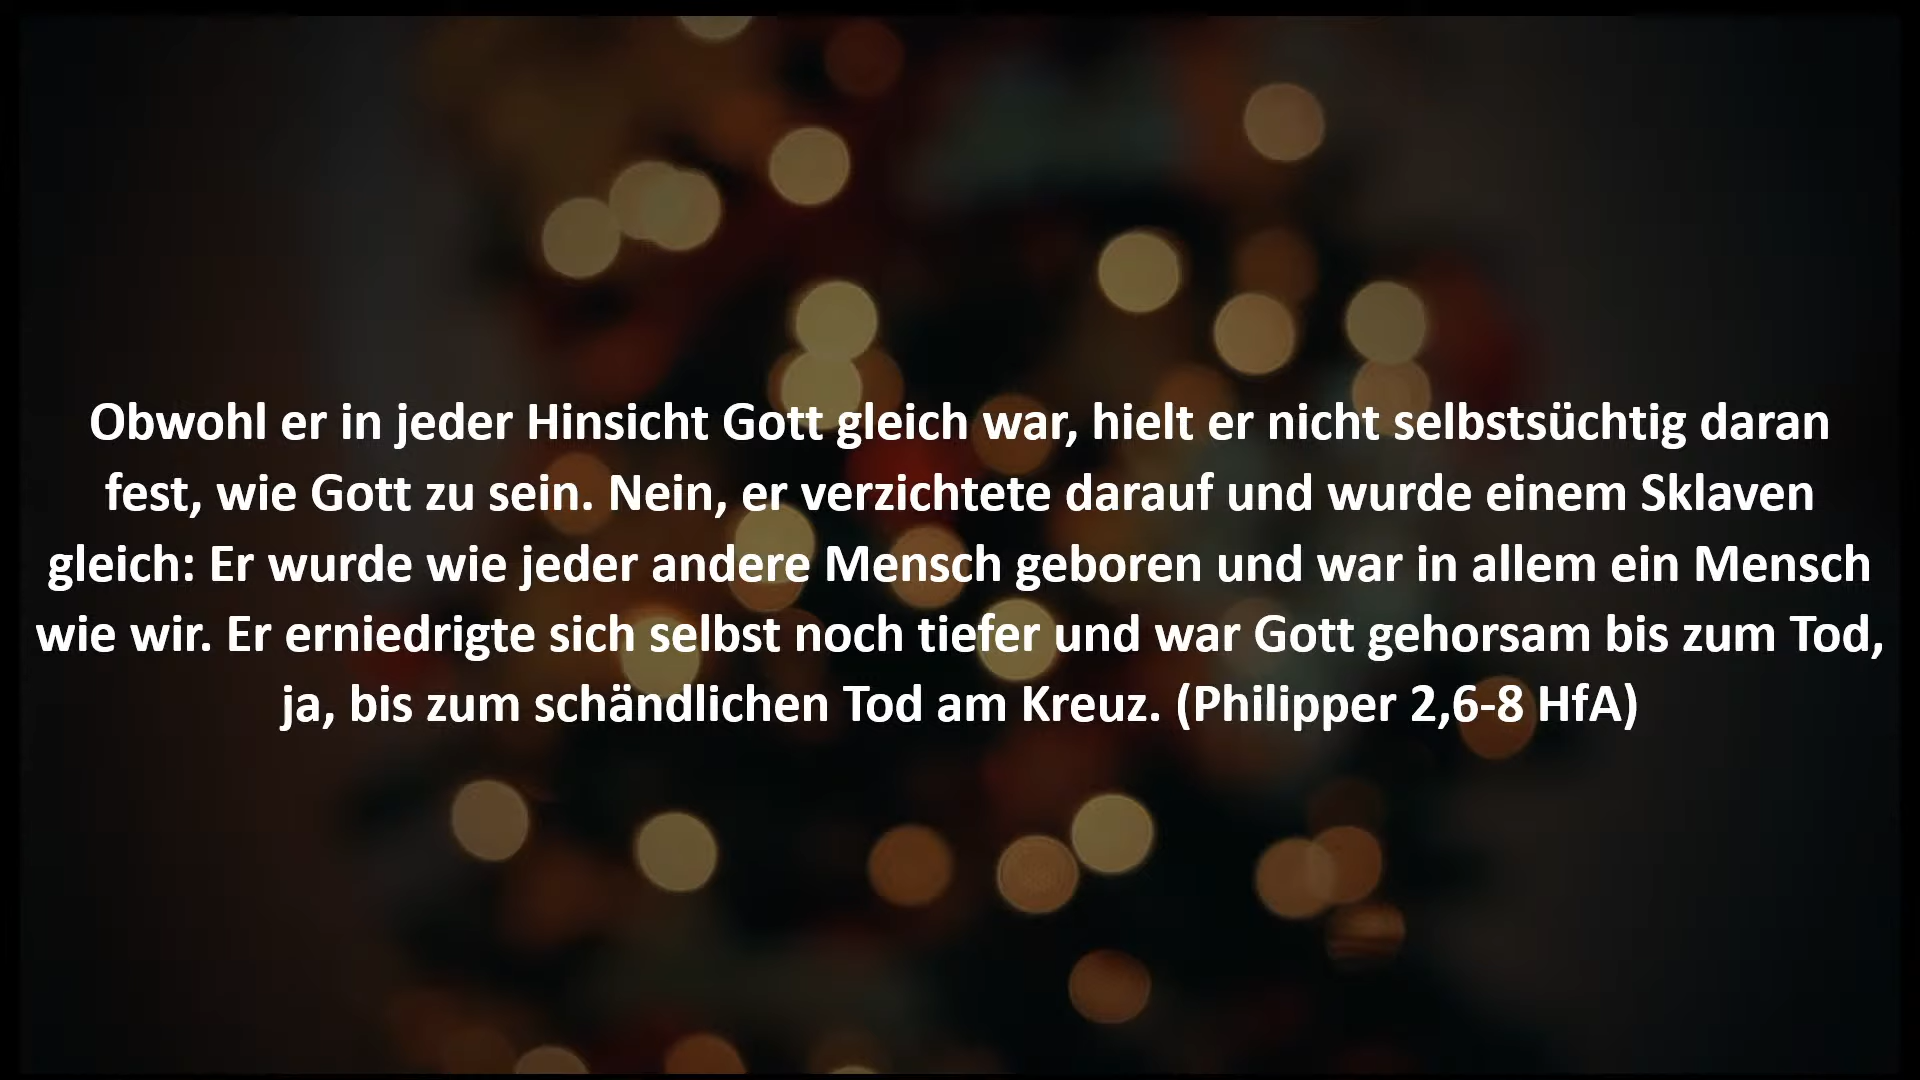 Obwohl er in jeder Hinsicht Gott gleich war, hielt er nicht selbstsüchtig daran
fest, wie Gott zu sein. Nein, er verzichtete darauf und wurde einem Sklaven
gleich: Er wurde wie jeder andere Mensch geboren und war in allem ein Mensch
wie wir. Er erniedrigte sich selbst noch tiefer und war Gott gehorsam bis zum Tod,
ja, bis zum schändlichen Tod am Kreuz. (Philipper 2,6-8 HfA)